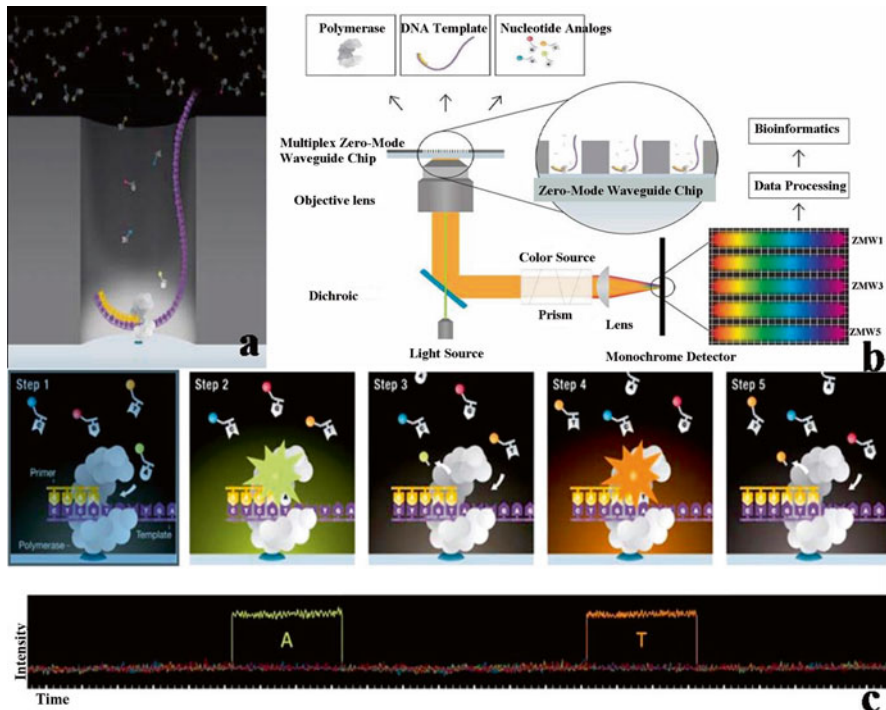 a
Polymerase
DNA Template
Nucleotide Analogs
Multiplex Zero-Mode
Waveguide Chip
Objective lens
Zero-Mode Waveguide Chip
Bioinformatics
Data Processing
Color Source
Dichroic
Prism
Lens
Light Source
Monochrome Detector
ZMW1
ZMW3
ZMW5
b
Step 1
Primer
Template
Polymerase
Step 2
Step 3
Step 4
Step 5
Intensity
A
T
Time
c